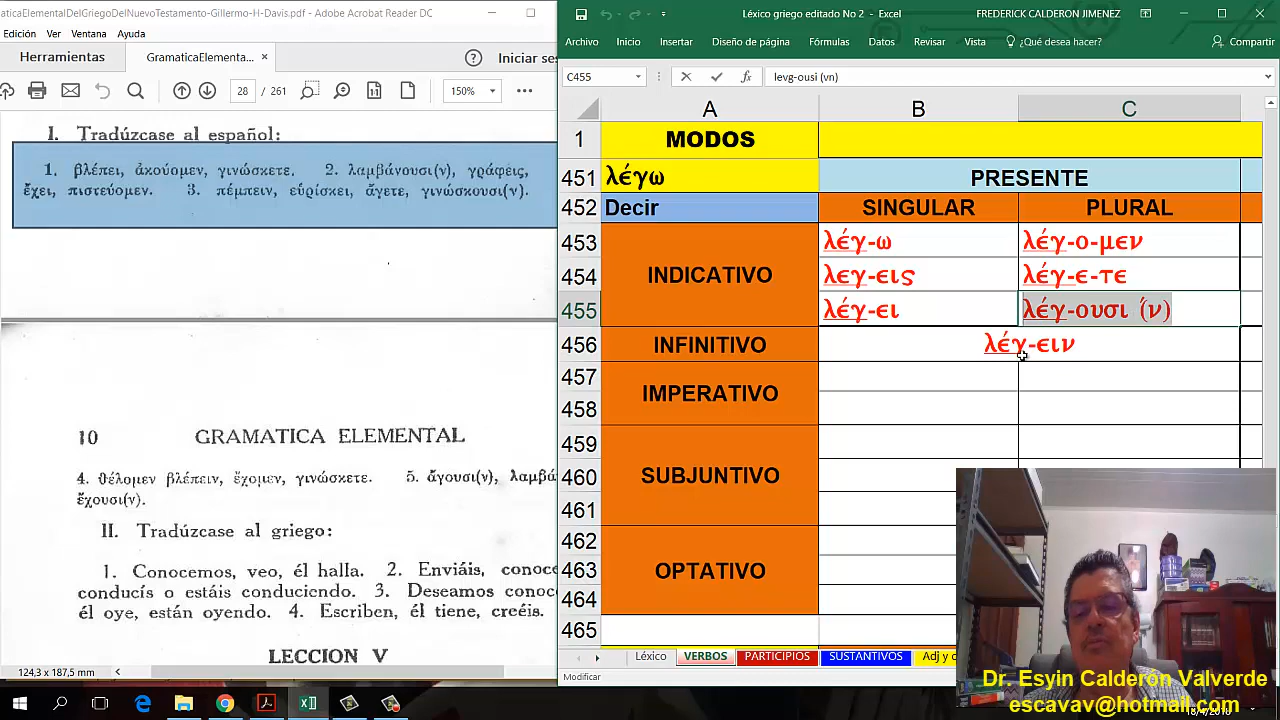 aticaElementalDelGriegoDelNuevoTestamento-Gillermo-H-Davis.pdf - Adobe Acrobat Reader DC
Edición Ver Ventana Ayuda
Herramientas GramaticaElementa... × Iniciar se
28 / 261 150%
I. Tradúzcase al español:
1. βλέπει, ἀκούομεν, γινώσκετε. 2. λαμβάνουσι(ν), γράφεις,
ἔχει, πιστεύομεν. 3. πέμπειν, εὑρίσκει, ἄγετε, γινώσκουσι(ν).
10 GRAMATICA ELEMENTAL
4. θέλομεν βλέπειν, ἔχομεν, γινώσκετε. 5. ἄγουσι(ν), λαμβά
ἔχουσι(ν).
II. Tradúzcase al griego:
1. Conocemos, veo, él halla. 2. Enviáis, conoce
conducís o estáis conduciendo. 3. Deseamos conoc
él oye, están oyendo. 4. Escriben, él tiene, creéis.
LECCION V
124,3 x 187,5 mm
Léxico griego editado No 2 - Excel FREDERICK CALDERON JIMENEZ
Archivo Inicio Insertar Diseño de página Fórmulas Datos Revisar Vista ¿Qué desea hacer? Compartir
C455 fx levg-ousi (vn)
A B C
1 MODOS
451 λέγω PRESENTE
452 Decir SINGULAR PLURAL
453 λέγ-ω λέγ-ο-μεν
454 INDICATIVO λεγ-εις λέγ-ε-τε
455 λέγ-ει λέγ-ουσι (́ν)
456 INFINITIVO λέγ-ειν
457 IMPERATIVO
458
459
460 SUBJUNTIVO
461
462
463 OPTATIVO
464
465
Léxico VERBOS PARTICIPIOS SUSTANTIVOS Adj y
Modificar
Dr. Esyin Calderón Valverde
escavav@hotmail.com